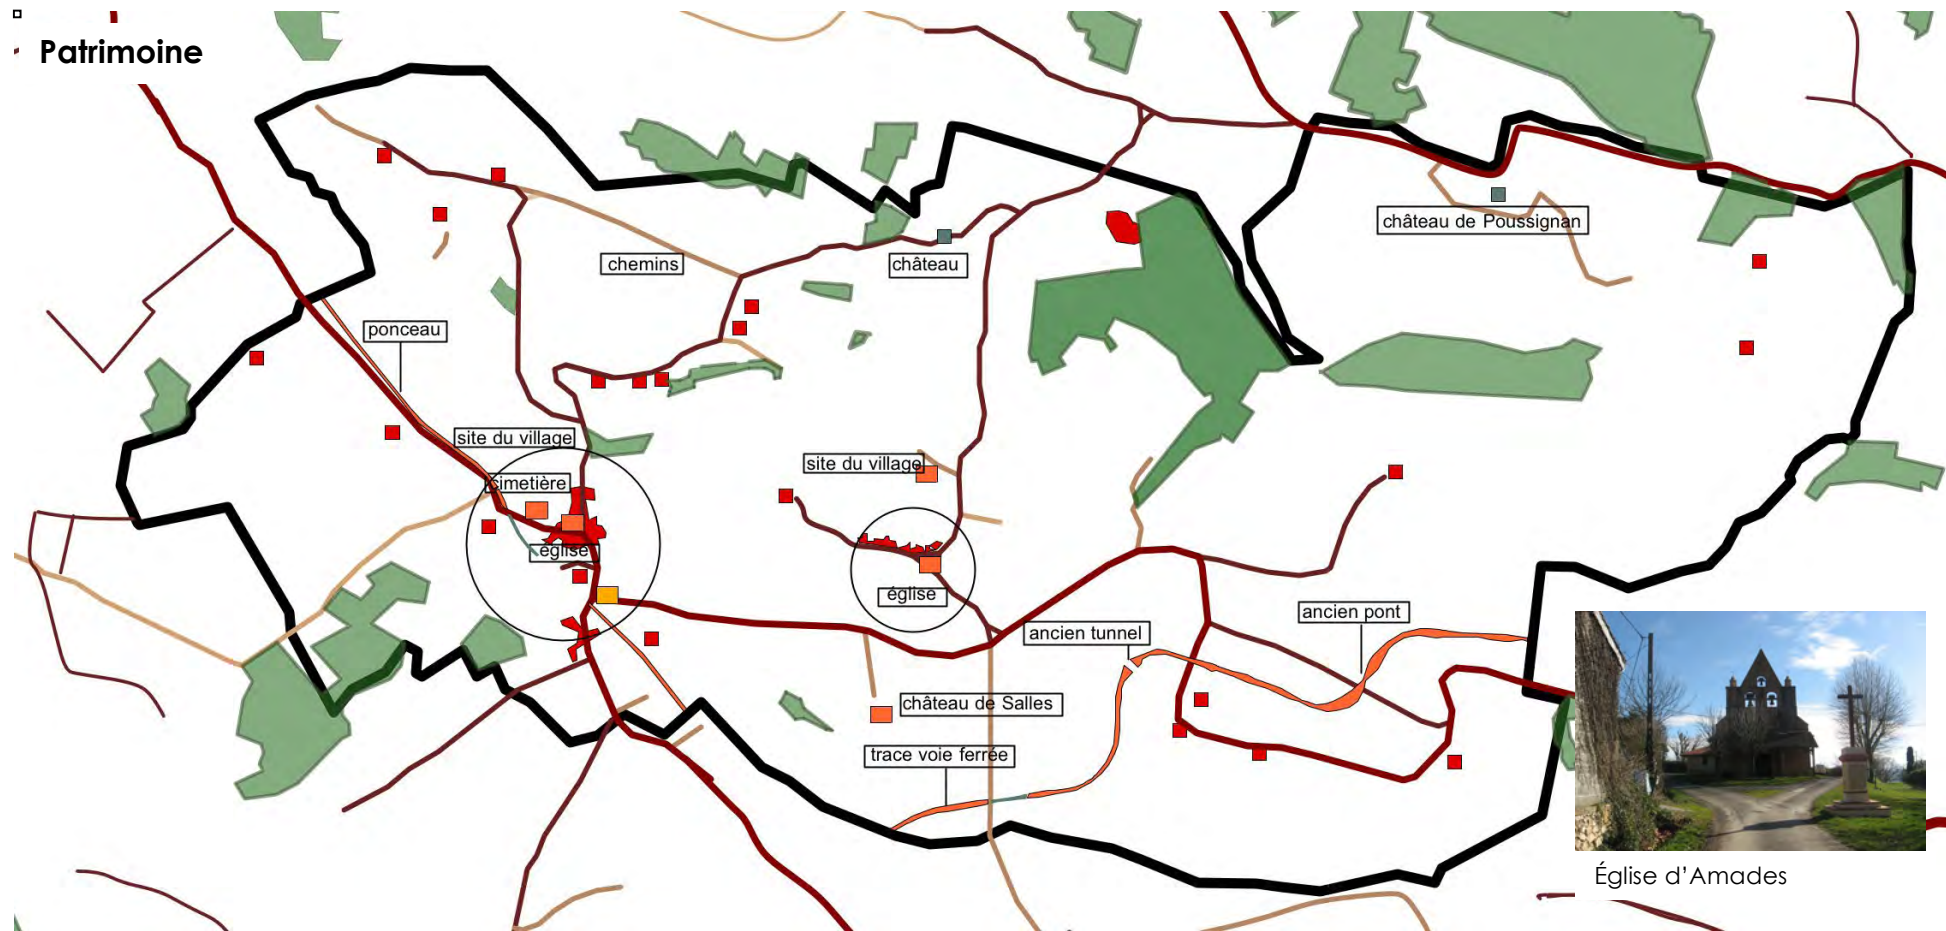 Patrimoine
château de Poussignan
chemins
château
ponceau
site du village
site du village
cimetière
église
église
ancien pont
ancien tunnel
château de Salles
trace voie ferrée
Église d’Amades